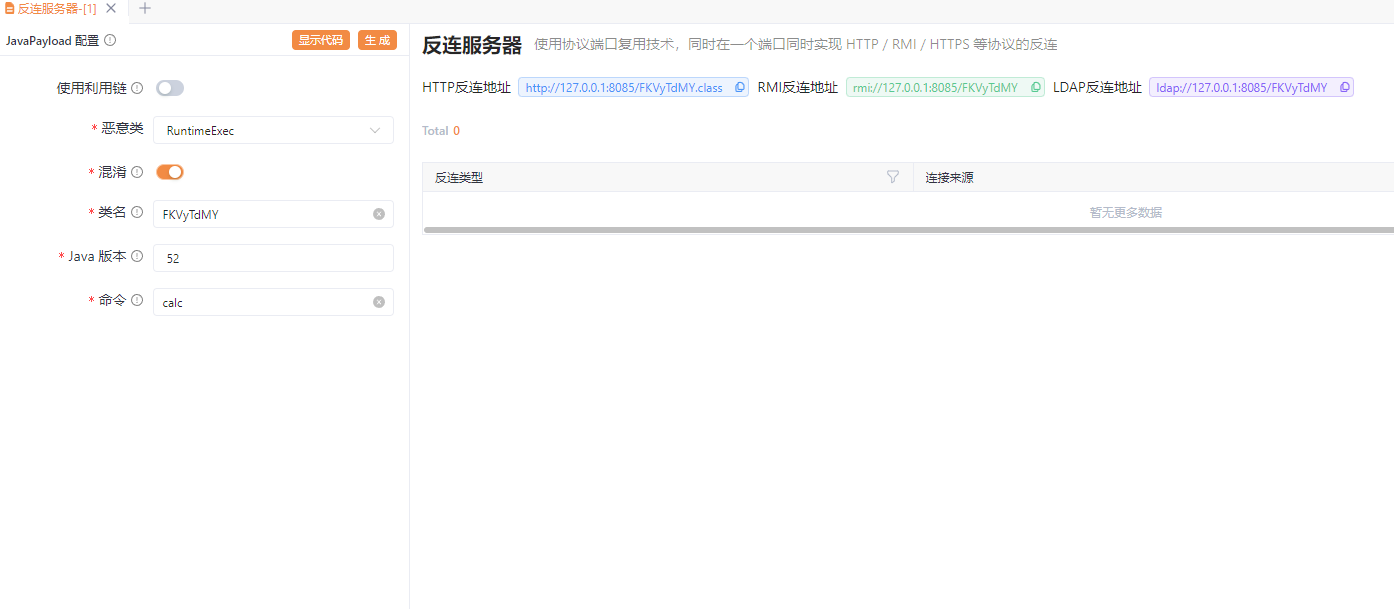 反连服务器-[1]
JavaPayload 配置
显示代码
生 成
使用利用链
* 恶意类
RuntimeExec
* 混淆
* 类名
FKVyTdMY
* Java 版本
52
* 命令
calc
反连服务器 使用协议端口复用技术，同时在一个端口同时实现 HTTP / RMI / HTTPS 等协议的反连
HTTP反连地址 http://127.0.0.1:8085/FKVyTdMY.class RMI反连地址 rmi://127.0.0.1:8085/FKVyTdMY LDAP反连地址 ldap://127.0.0.1:8085/FKVyTdMY
Total 0
反连类型 连接来源
暂无更多数据